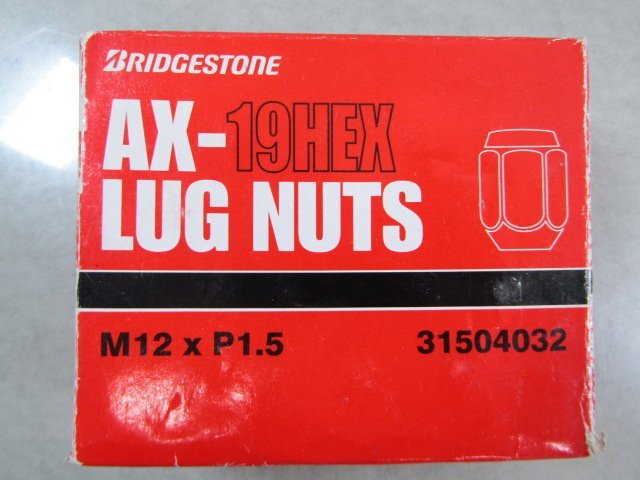 BRIDGESTONE
AX-19HEX
LUG NUTS
M12 x P1.5 31504032